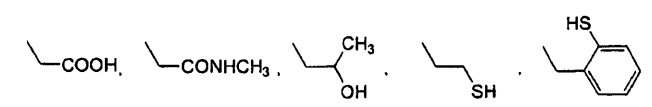 HS
CH₃
COOH, CONHCH₃, , ,
OH SH